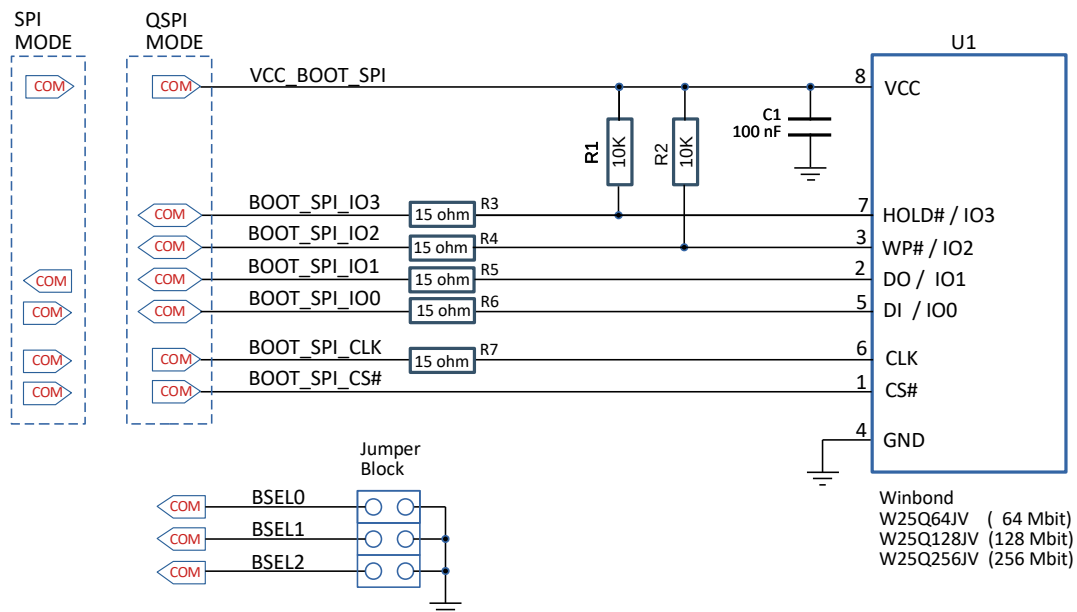 SPI
MODE
QSPI
MODE
U1
COM
COM
VCC_BOOT_SPI
8
VCC
C1
100 nF
R1
10K
R2
10K
COM
BOOT_SPI_IO3
15 ohm
R3
7
HOLD# / IO3
COM
BOOT_SPI_IO2
15 ohm
R4
3
WP# / IO2
COM
COM
BOOT_SPI_IO1
15 ohm
R5
2
DO / IO1
COM
COM
BOOT_SPI_IO0
15 ohm
R6
5
DI / IO0
COM
COM
BOOT_SPI_CLK
15 ohm
R7
6
CLK
COM
COM
BOOT_SPI_CS#
1
CS#
4
GND
Jumper
Block
COM
BSEL0
COM
BSEL1
COM
BSEL2
Winbond
W25Q64JV ( 64 Mbit)
W25Q128JV (128 Mbit)
W25Q256JV (256 Mbit)